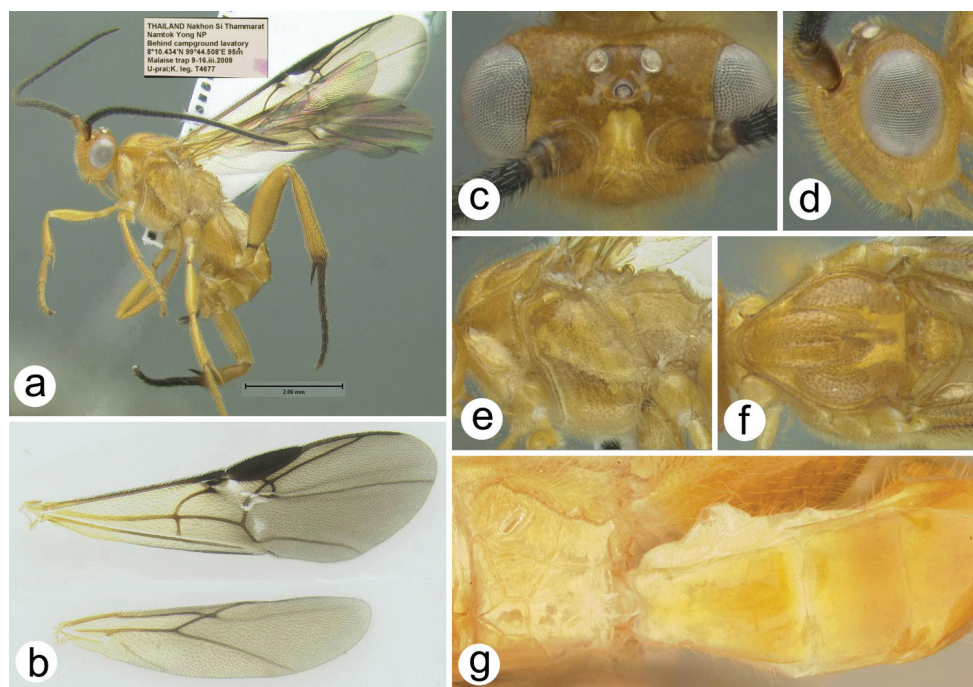 THAILAND Nakhon Si Thammarat
Namtok Yong NP
Behind campground lavatory
8°10.434'N 99°44.508'E 95m
Malaise trap 9-16.iii.2009
U-prai;K. leg. T4677
a
2.00 mm
b
c
d
e
f
g